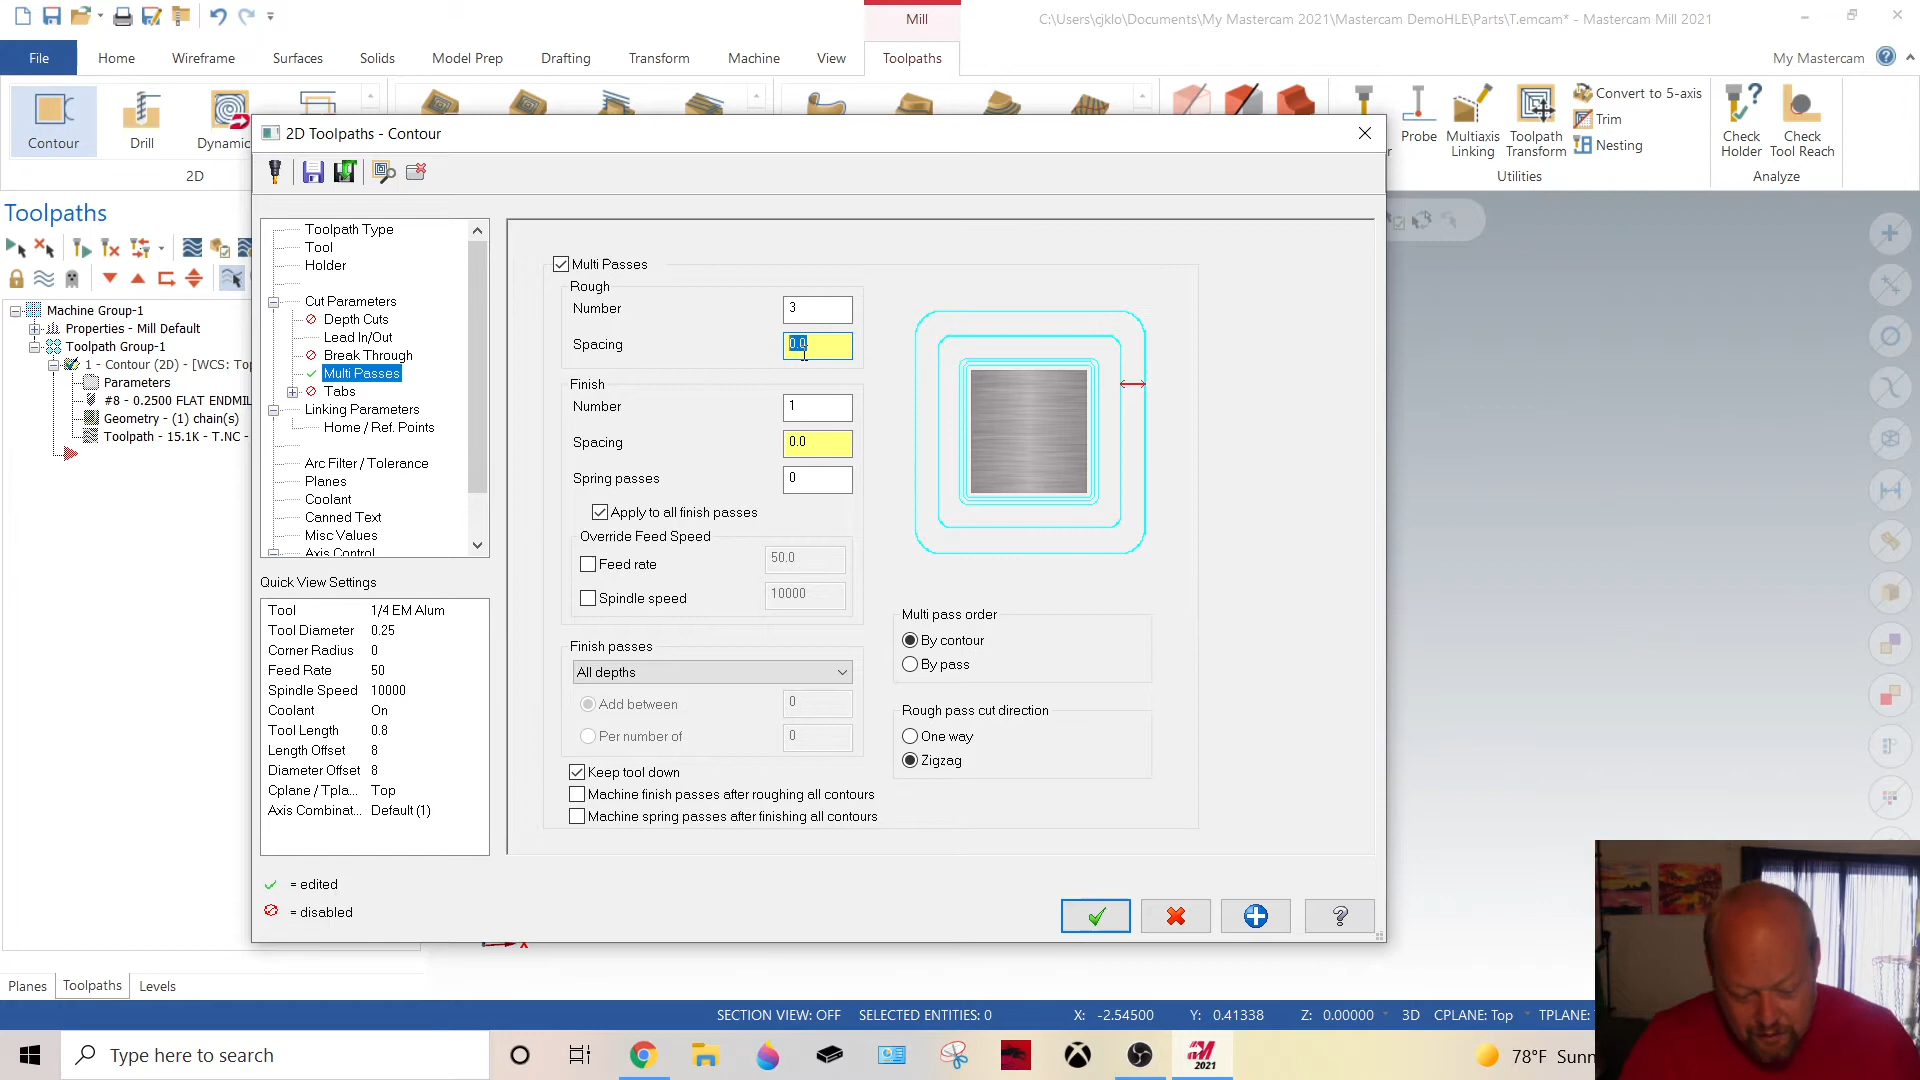 Mill
C:\Users\cjklo\Documents\My Mastercam 2021\Mastercam DemoHLE\Parts\T.emcam* - Mastercam Mill 2021
File
Home
Wireframe
Surfaces
Solids
Model Prep
Drafting
Transform
Machine
View
Toolpaths
My Mastercam
Contour
Drill
Dynamic
2D
Probe
Multiaxis
Linking
Toolpath
Transform
Convert to 5-axis
Trim
Nesting
Utilities
Check
Holder
Check
Tool Reach
Analyze
2D Toolpaths - Contour
Toolpaths
Machine Group-1
Properties - Mill Default
Toolpath Group-1
1 - Contour (2D) - [WCS: Top
Parameters
#8 - 0.2500 FLAT ENDMIL
Geometry - (1) chain(s)
Toolpath - 15.1K - T.NC -
Toolpath Type
Tool
Holder
Cut Parameters
Depth Cuts
Lead In/Out
Break Through
Multi Passes
Tabs
Linking Parameters
Home / Ref. Points
Arc Filter / Tolerance
Planes
Coolant
Canned Text
Misc Values
Axis Control
Quick View Settings
Tool 1/4 EM Alum
Tool Diameter 0.25
Corner Radius 0
Feed Rate 50
Spindle Speed 10000
Coolant On
Tool Length 0.8
Length Offset 8
Diameter Offset 8
Cplane / Tpla... Top
Axis Combinat... Default (1)
= edited
= disabled
Multi Passes
Rough
Number 3
Spacing 0.0
Finish
Number 1
Spacing 0.0
Spring passes 0
Apply to all finish passes
Override Feed Speed
Feed rate 50.0
Spindle speed 10000
Finish passes
All depths
Add between 0
Per number of 0
Keep tool down
Machine finish passes after roughing all contours
Machine spring passes after finishing all contours
Multi pass order
By contour
By pass
Rough pass cut direction
One way
Zigzag
Planes
Toolpaths
Levels
SECTION VIEW: OFF SELECTED ENTITIES: 0 X: -2.54500 Y: 0.41338 Z: 0.00000 3D CPLANE: Top TPLANE:
Type here to search
2021
78°F Sunn